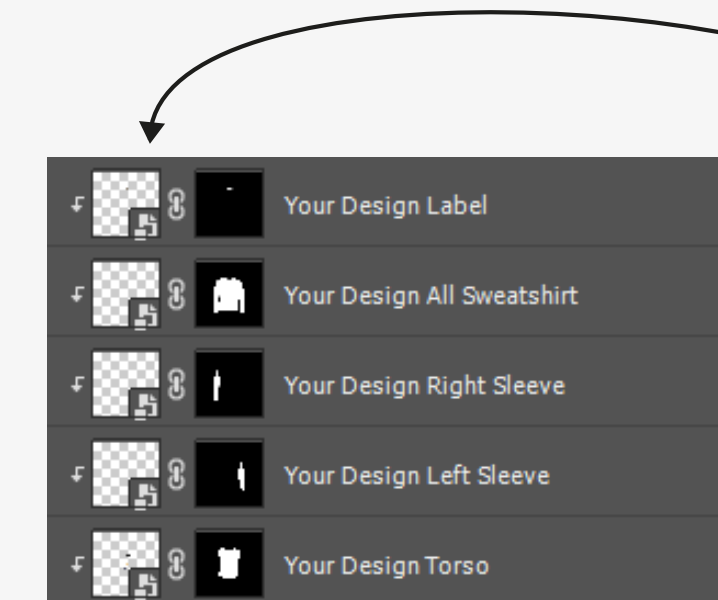 Your Design Label
Your Design All Sweatshirt
Your Design Right Sleeve
Your Design Left Sleeve
Your Design Torso